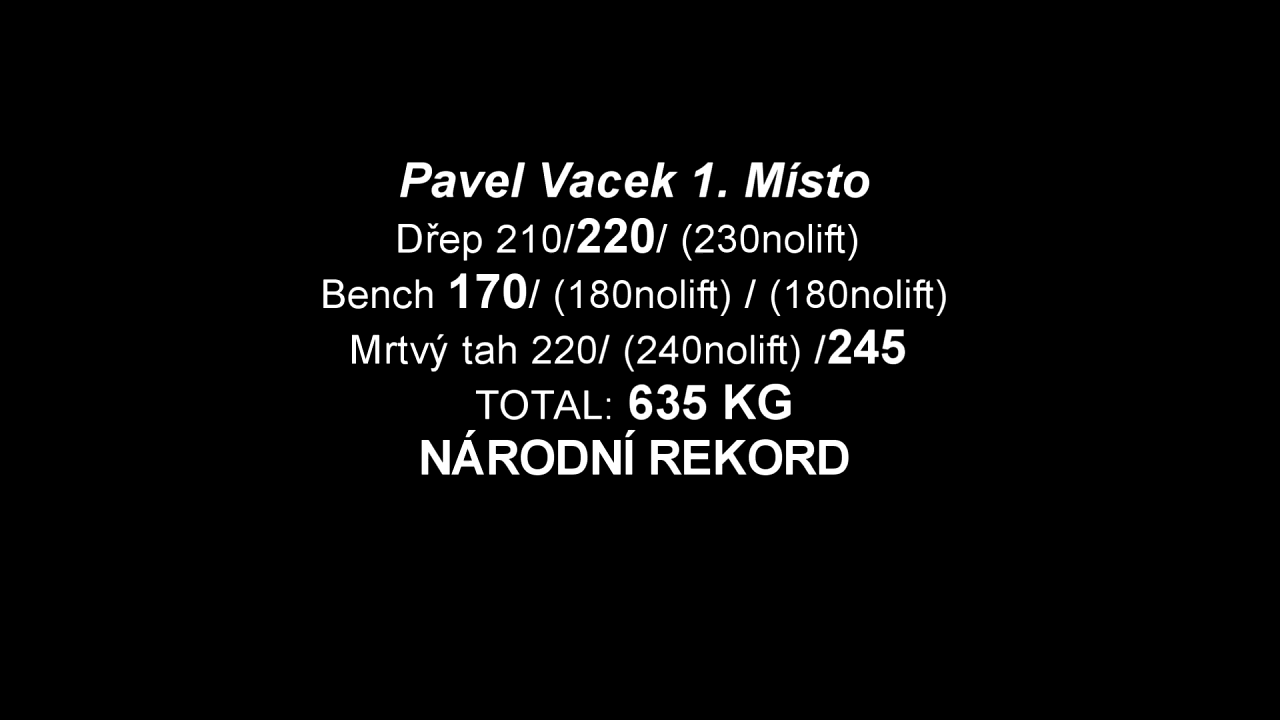 Pavel Vacek 1. Místo
Dřep 210/220/ (230nolift)
Bench 170/ (180nolift) / (180nolift)
Mrtvý tah 220/ (240nolift) /245
TOTAL: 635 KG
NÁRODNÍ REKORD